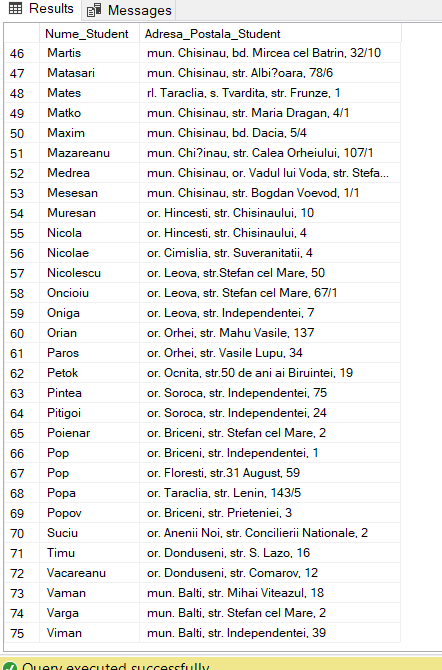 Results Messages
Nume_Student Adresa_Postala_Student
46 Martis mun. Chisinau, bd. Mircea cel Batrin, 32/10
47 Matasari mun. Chisinau, str. Albi?oara, 78/6
48 Mates rl. Taraclia, s. Tvardita, str. Frunze, 1
49 Matko mun. Chisinau, str. Maria Dragan, 4/1
50 Maxim mun. Chisinau, bd. Dacia, 5/4
51 Mazareanu mun. Chi?inau, str. Calea Orheiului, 107/1
52 Medrea mun. Chisinau, or. Vadul lui Voda, str. Stefa...
53 Mesesan mun. Chisinau, str. Bogdan Voevod, 1/1
54 Muresan or. Hincesti, str. Chisinaului, 10
55 Nicola or. Hincesti, str. Chisinaului, 4
56 Nicolae or. Cimislia, str. Suveranitatii, 4
57 Nicolescu or. Leova, str.Stefan cel Mare, 50
58 Oncioiu or. Leova, str. Stefan cel Mare, 67/1
59 Oniga or. Leova, str. Independentei, 7
60 Orian or. Orhei, str. Mahu Vasile, 137
61 Paros or. Orhei, str. Vasile Lupu, 34
62 Petok or. Ocnita, str.50 de ani ai Biruintei, 19
63 Pintea or. Soroca, str. Independentei, 75
64 Pitigoi or. Soroca, str. Independentei, 24
65 Poienar or. Briceni, str. Stefan cel Mare, 2
66 Pop or. Briceni, str. Independentei, 1
67 Pop or. Floresti, str.31 August, 59
68 Popa or. Taraclia, str. Lenin, 143/5
69 Popov or. Briceni, str. Prieteniei, 3
70 Suciu or. Anenii Noi, str. Concilierii Nationale, 2
71 Timu or. Donduseni, str. S. Lazo, 16
72 Vacareanu or. Donduseni, str. Comarov, 12
73 Vaman mun. Balti, str. Mihai Viteazul, 18
74 Varga mun. Balti, str. Stefan cel Mare, 2
75 Viman mun. Balti, str. Independentei, 39
Query executed successfully